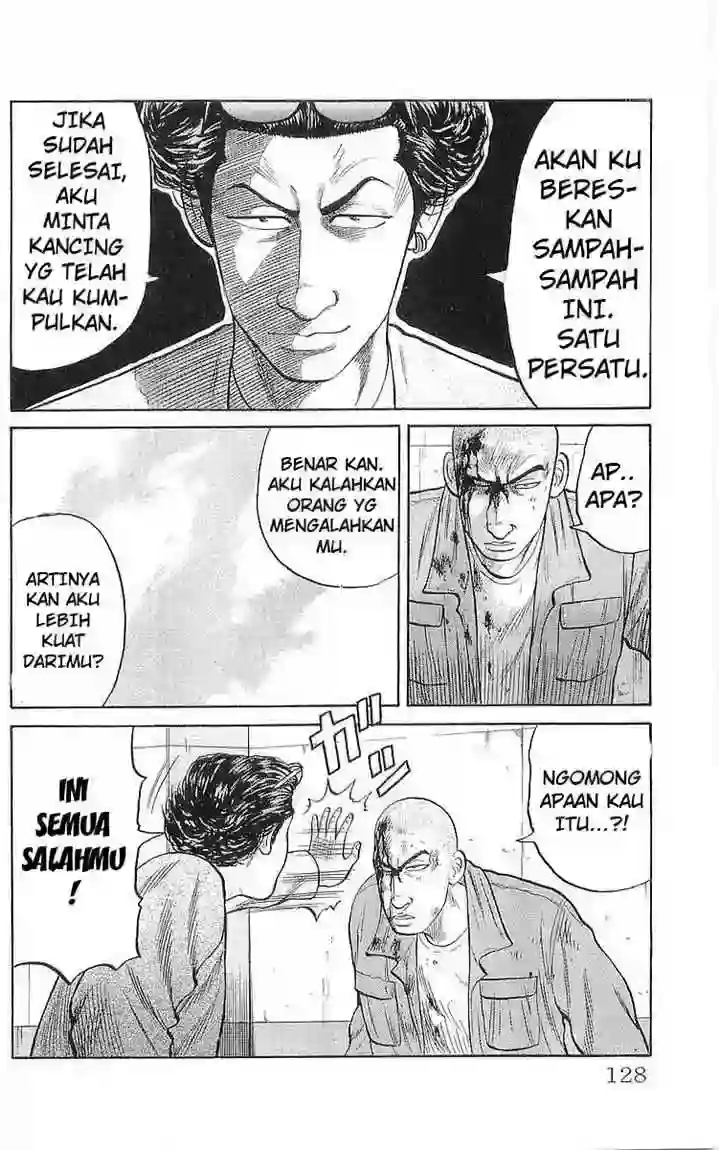 AKAN KU
BERES-
KAN
SAMPAH-
SAMPAH
INI.
SATU
PERSATU.
JIKA
SUDAH
SELESAI,
AKU
MINTA
KANCING
YG TELAH
KAU KUM-
PULKAN.
AP..
APA?
BENAR KAN.
AKU KALAHKAN
ORANG YG
MENGALAHKAN
MU.
ARTINYA
KAN AKU
LEBIH
KUAT
DARIMU?
NGOMONG
APAAN KAU
ITU...?!
ガッ
INI
SEMUA
SALAHMU
!
128